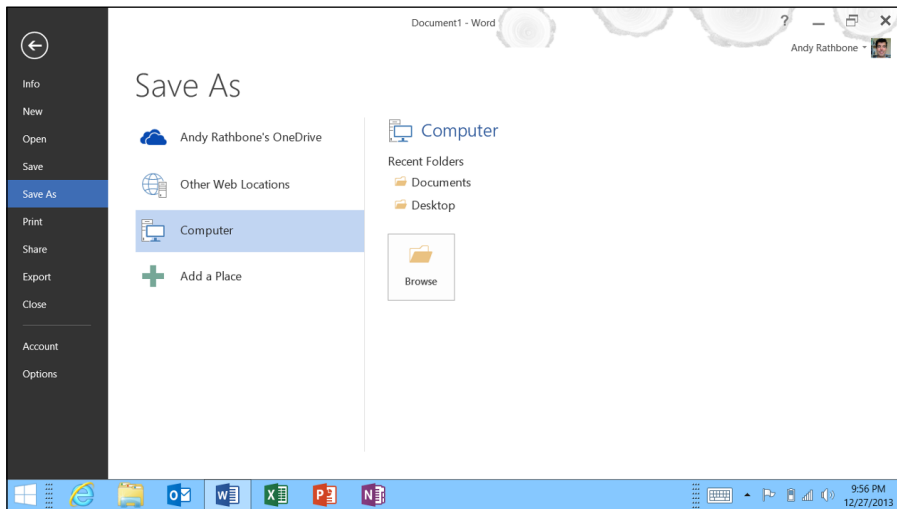 Document1 - Word
?
Andy Rathbone
Info
New
Open
Save
Save As
Print
Share
Export
Close
Account
Options
Save As
Andy Rathbone's OneDrive
Other Web Locations
Computer
Add a Place
Computer
Recent Folders
Documents
Desktop
Browse
9:56 PM
12/27/2013